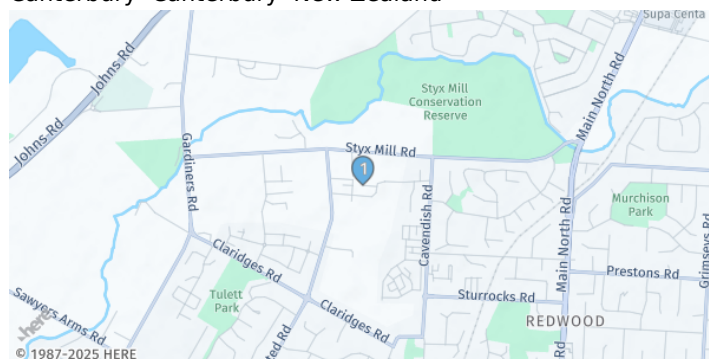 Canterbury Canterbury New Zealand
Supa Centa
Johns Rd
Johns Rd
Styx Mill
Conservation
Reserve
Main North Rd
Gardiners Rd
Styx Mill Rd
1
Cavendish Rd
Murchison
Park
Grimseys Rd
Main North Rd
Claridges Rd
Prestons Rd
Tulett
Park
Sturrocks Rd
Claridges Rd
Sawyers Arms Rd
REDWOOD
ted Rd
here
© 1987-2025 HERE